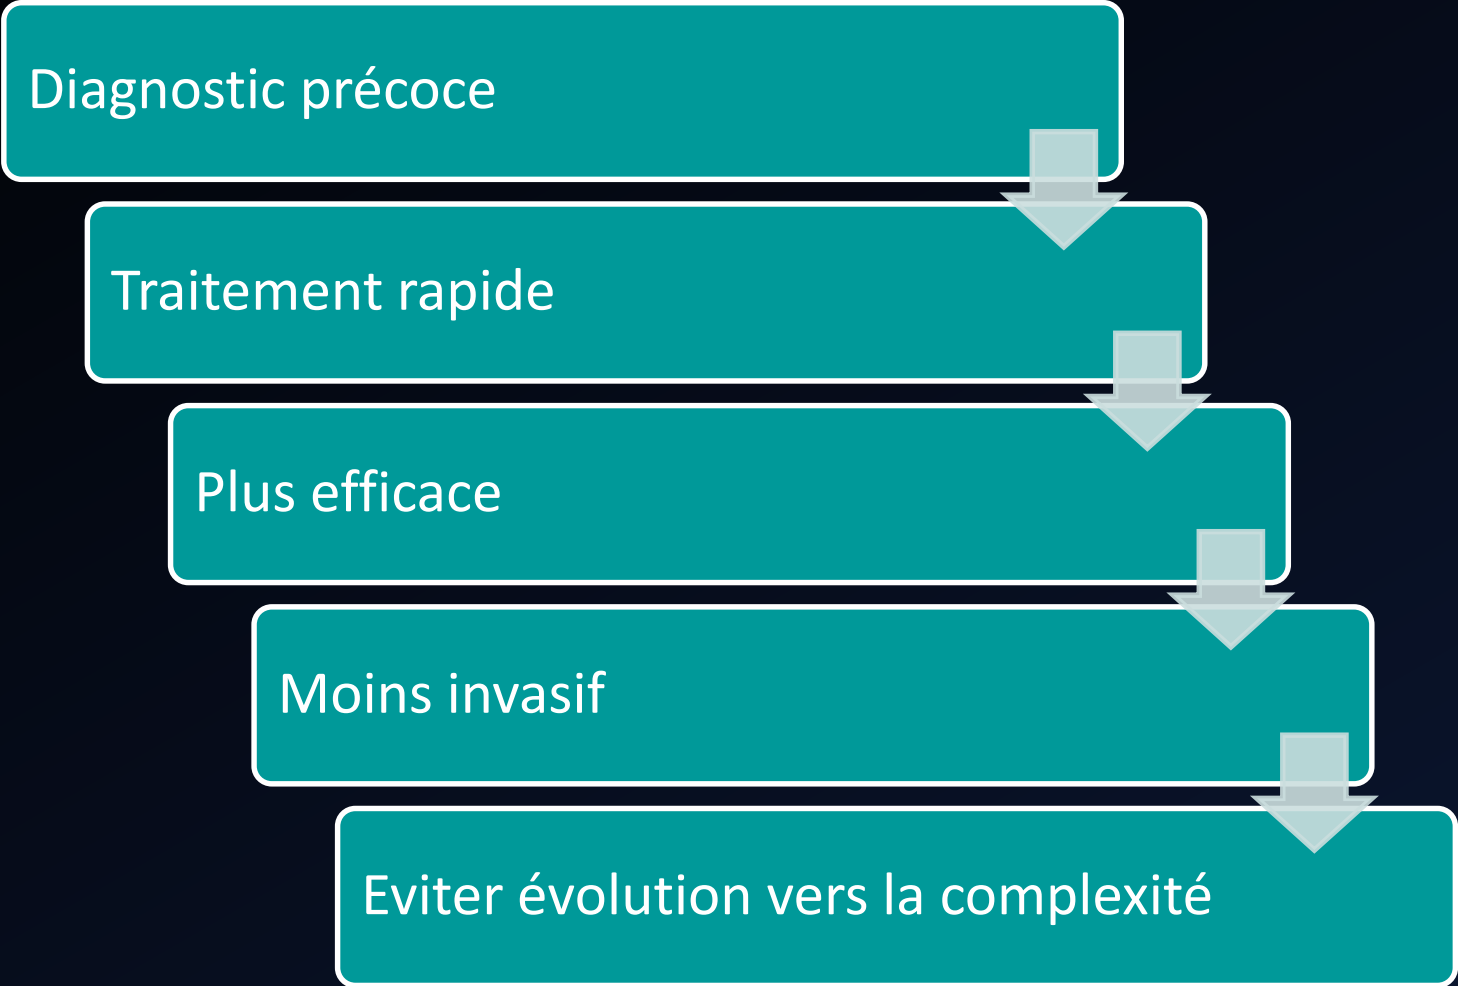 Diagnostic précoce
Traitement rapide
Plus efficace
Moins invasif
Eviter évolution vers la complexité